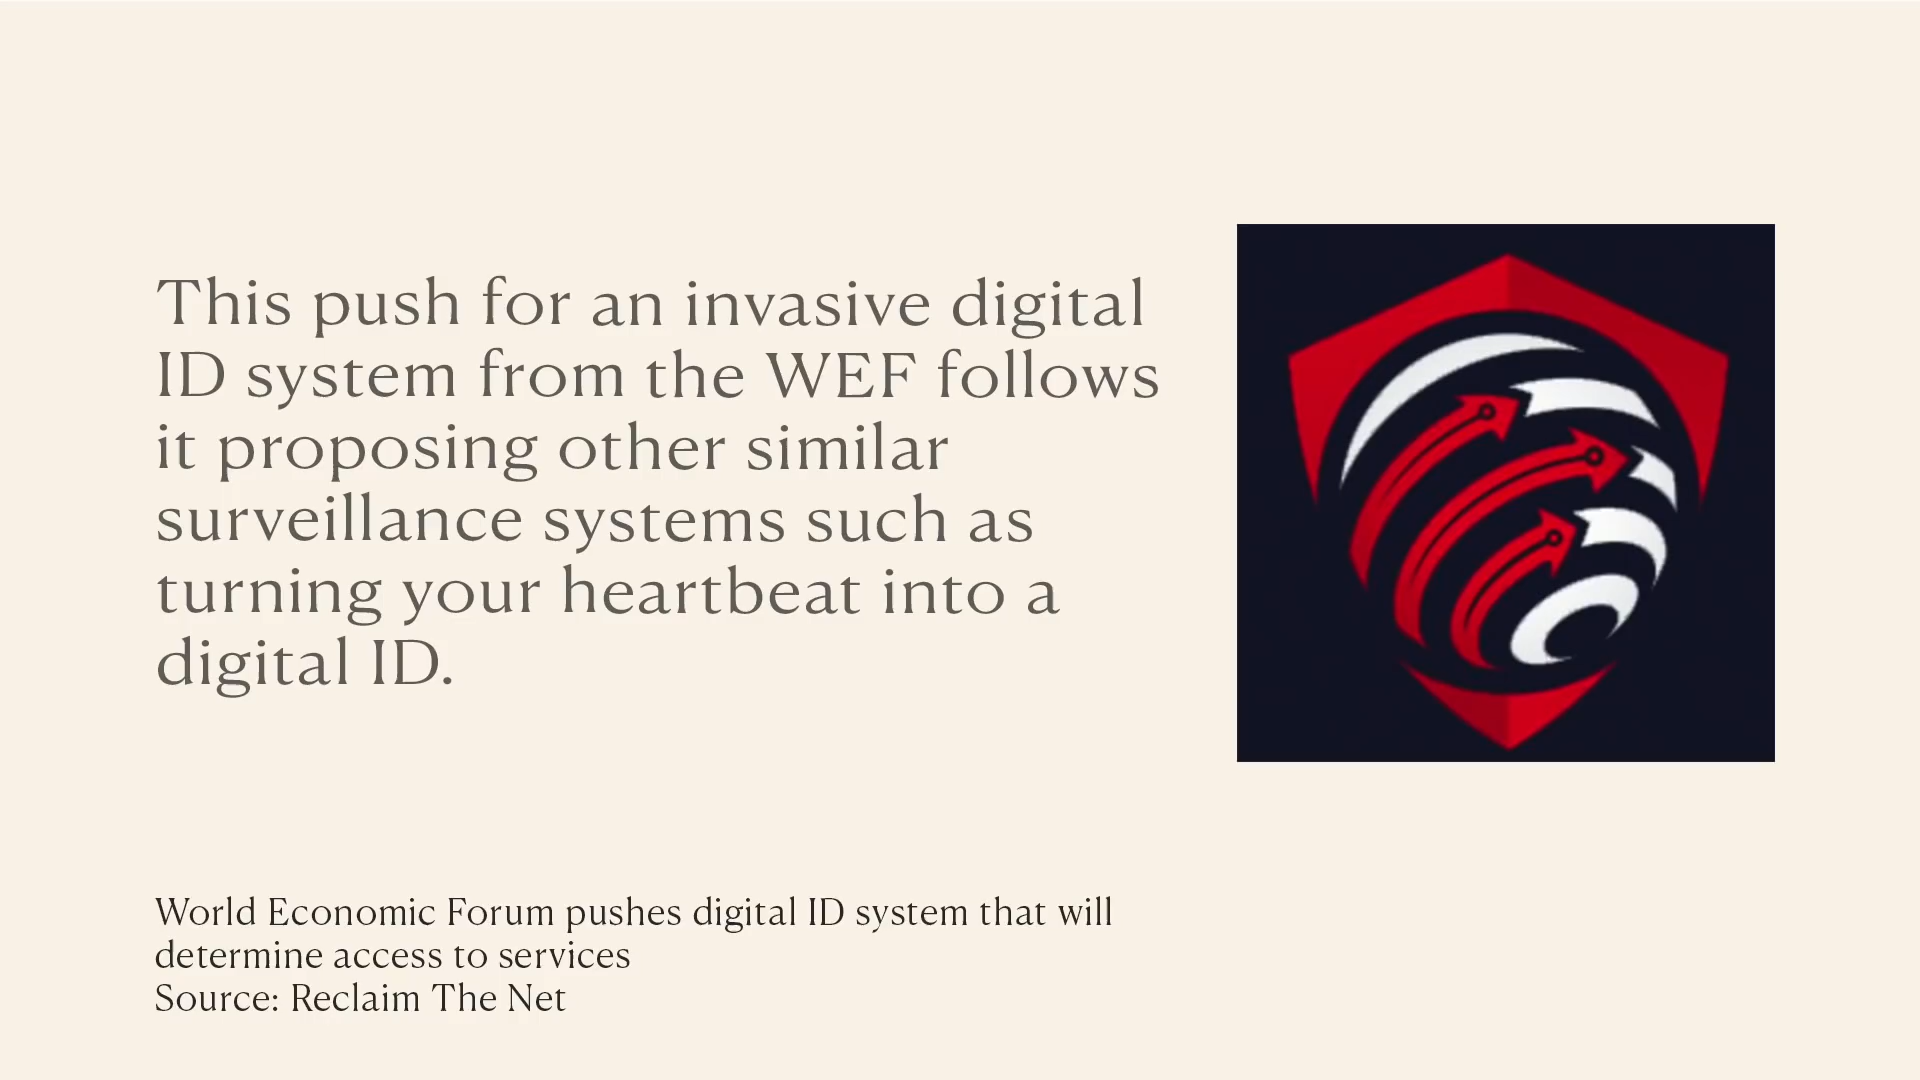 This push for an invasive digital
ID system from the WEF follows
it proposing other similar
surveillance systems such as
turning your heartbeat into a
digital ID.
World Economic Forum pushes digital ID system that will
determine access to services
Source: Reclaim The Net